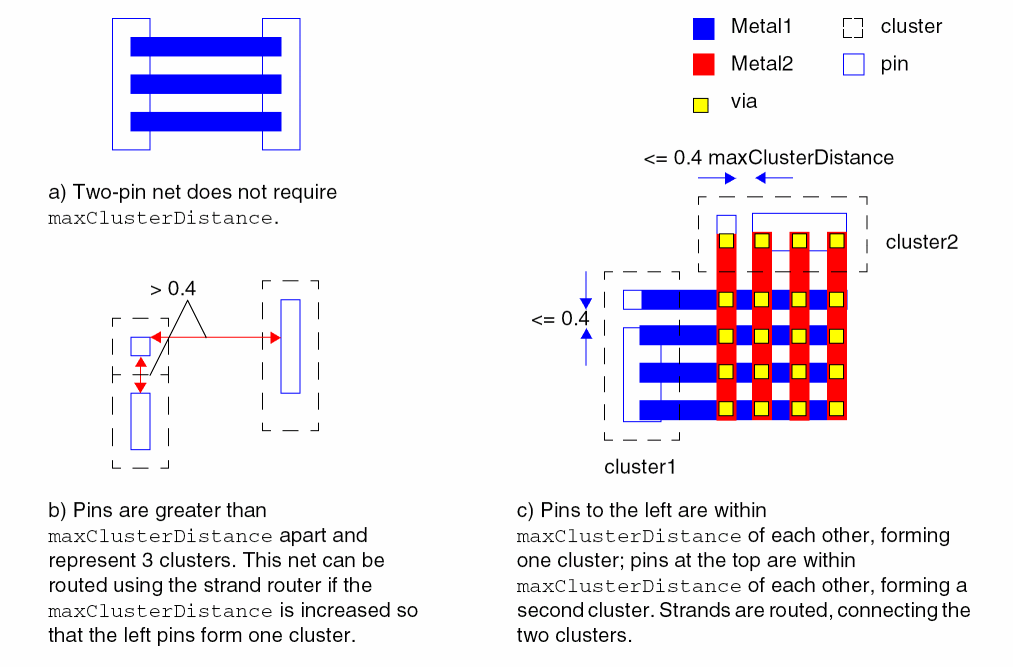 Metal1
cluster
Metal2
pin
via
a) Two-pin net does not require
maxClusterDistance.
<= 0.4 maxClusterDistance
cluster2
<= 0.4
cluster1
> 0.4
b) Pins are greater than
maxClusterDistance apart and
represent 3 clusters. This net can be
routed using the strand router if the
maxClusterDistance is increased so
that the left pins form one cluster.
c) Pins to the left are within
maxClusterDistance of each other, forming
one cluster; pins at the top are within
maxClusterDistance of each other, forming a
second cluster. Strands are routed, connecting the
two clusters.